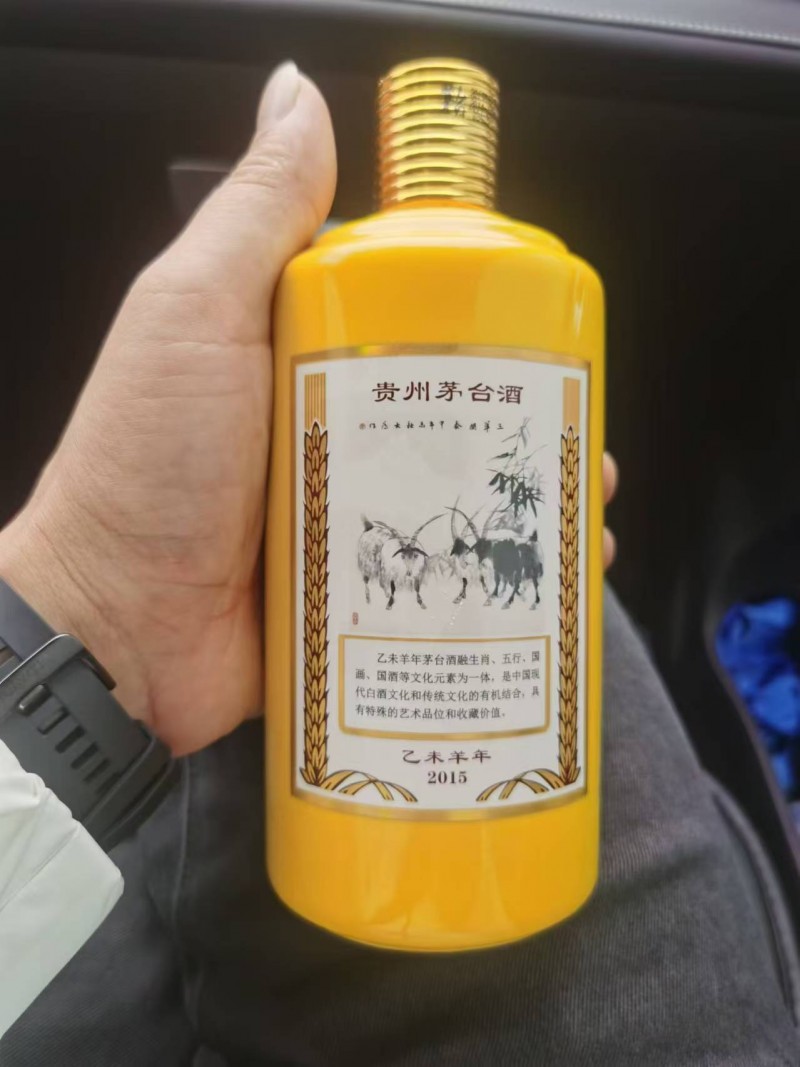 贵州茅台酒
乙未羊年茅台酒融生肖、五行、国
画、国酒等文化元素为一体，是中国现
代白酒文化和传统文化的有机结合，具
有特殊的艺术品位和收藏价值。
乙未羊年
2015